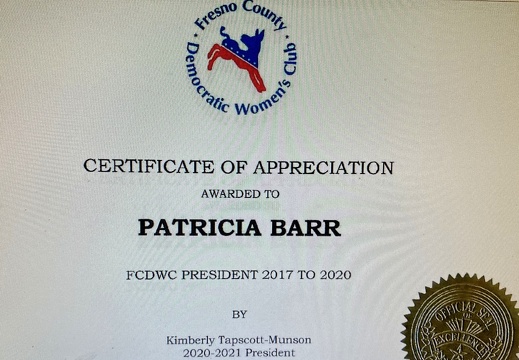 Fresno County
Democratic Women's Club
CERTIFICATE OF APPRECIATION
AWARDED TO
PATRICIA BARR
FCDWC PRESIDENT 2017 TO 2020
BY
Kimberly Tapscott-Munson
2020-2021 President
OFFICIAL SEAL
OF
EXCELLENCE